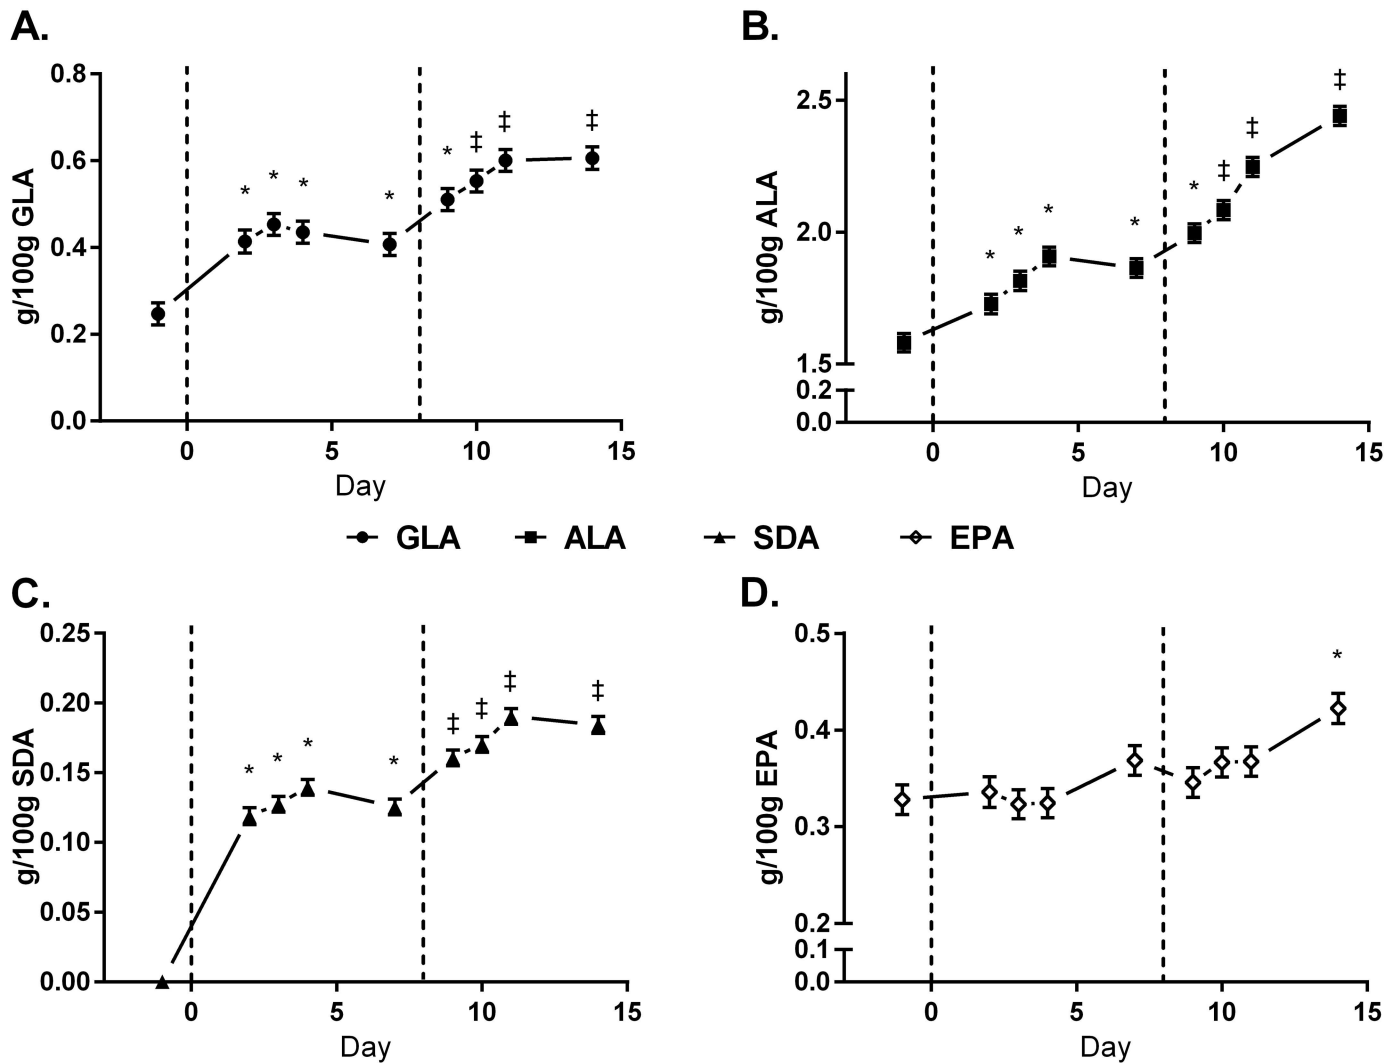 A.
g/100g GLA
0.8
0.6
0.4
0.2
0.0
* * * * * ‡ ‡ ‡
0 5 10 15
Day
B.
g/100g ALA
2.5
2.0
1.5
0.2
0.0
* * * * * ‡ ‡ ‡
0 5 10 15
Day
GLA ALA SDA EPA
C.
g/100g SDA
0.25
0.20
0.15
0.10
0.05
0.00
* * * * ‡ ‡ ‡ ‡
0 5 10 15
Day
D.
g/100g EPA
0.5
0.4
0.3
0.2
0.1
0.0
*
0 5 10 15
Day